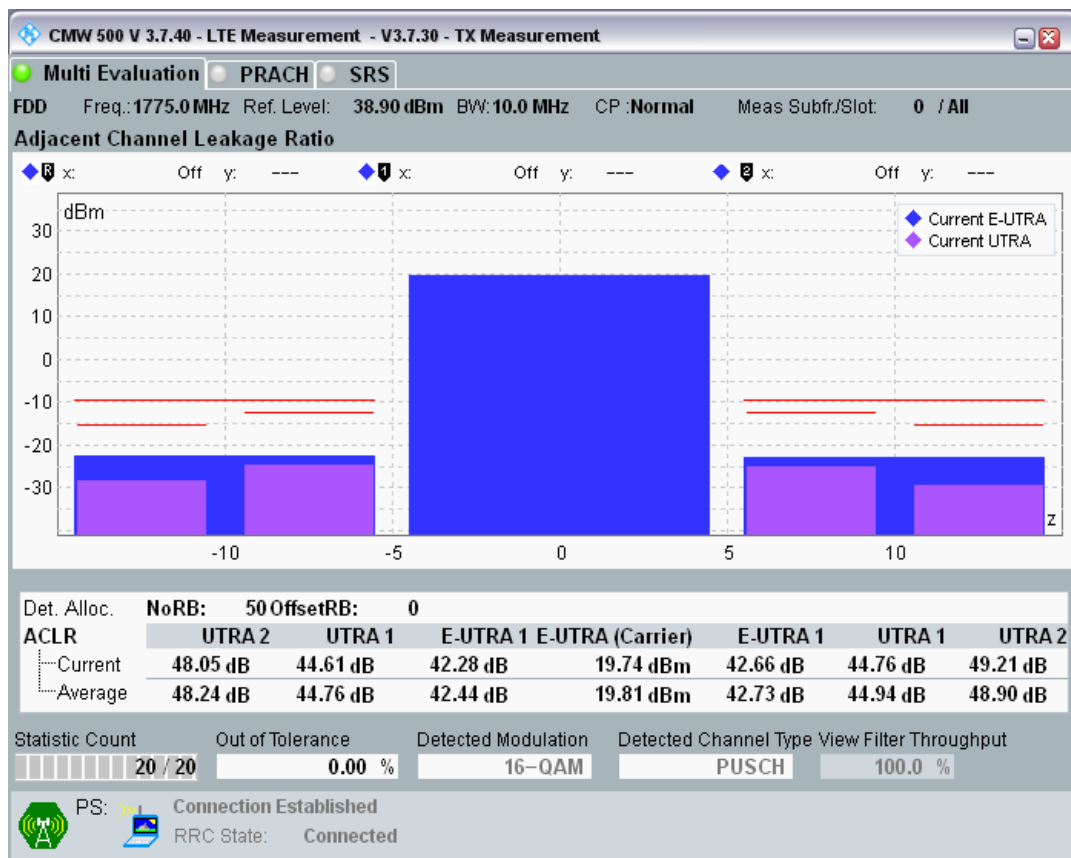 CMW 500 V 3.7.40 - LTE Measurement - V3.7.30 - TX Measurement
Multi Evaluation PRACH SRS
FDD Freq.: 1775.0 MHz Ref. Level: 38.90 dBm BW: 10.0 MHz CP :Normal Meas Subfr./Slot: 0 / All
Adjacent Channel Leakage Ratio
R x: Off y: --- 1 x: Off y: --- 2 x: Off y: ---
dBm
Current E-UTRA
Current UTRA
30
20
10
0
-10
-20
-30
z
-10 -5 0 5 10
Det. Alloc. NoRB: 50 OffsetRB: 0
ACLR UTRA 2 UTRA 1 E-UTRA 1 E-UTRA (Carrier) E-UTRA 1 UTRA 1 UTRA 2
Current 48.05 dB 44.61 dB 42.28 dB 19.74 dBm 42.66 dB 44.76 dB 49.21 dB
Average 48.24 dB 44.76 dB 42.44 dB 19.81 dBm 42.73 dB 44.94 dB 48.90 dB
Statistic Count Out of Tolerance Detected Modulation Detected Channel Type View Filter Throughput
20 / 20 0.00 % 16-QAM PUSCH 100.0 %
PS: Connection Established
RRC State: Connected